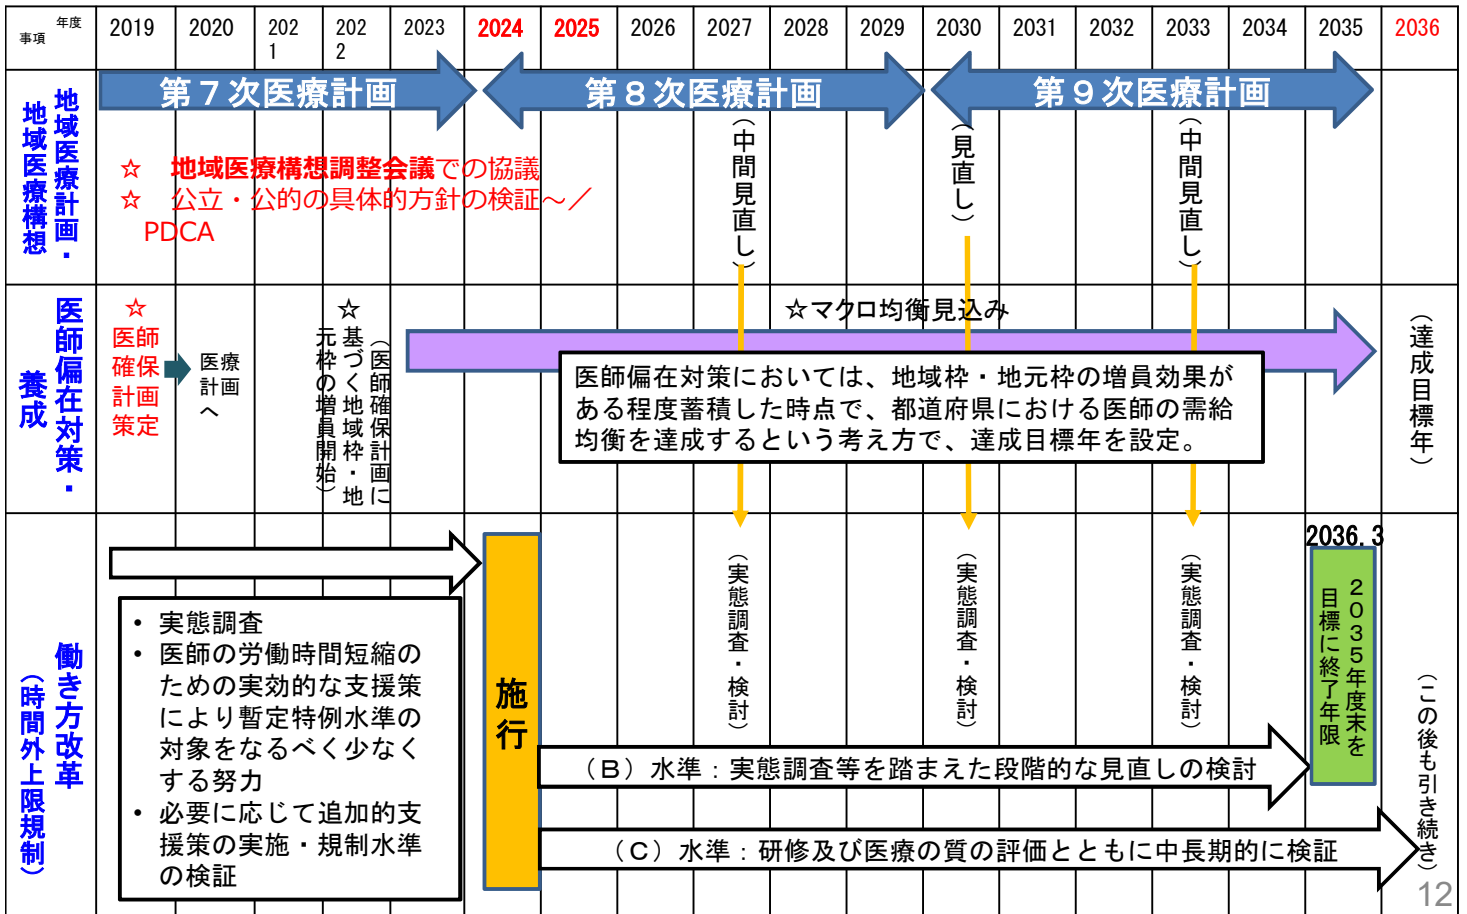 年度
事項
2019
2020
202
1
202
2
2023
2024
2025
2026
2027
2028
2029
2030
2031
2032
2033
2034
2035
2036
地域医療計画・
地域医療構想
第７次医療計画
第８次医療計画
第９次医療計画
☆ 地域医療構想調整会議での協議
☆ 公立・公的の具体的方針の検証～／
PDCA
（中間見直し）
（見直し）
（中間見直し）
医師偏在対策・
養成
☆
医師
確保
計画
策定
医療
計画
へ
☆
（医師確保計画に
基づく地域枠・地
元枠の増員開始）
☆マクロ均衡見込み
医師偏在対策においては、地域枠・地元枠の増員効果が
ある程度蓄積した時点で、都道府県における医師の需給
均衡を達成するという考え方で、達成目標年を設定。
（達成目標年）
働き方改革
（時間外上限規制）
• 実態調査
• 医師の労働時間短縮の
ための実効的な支援策
により暫定特例水準の
対象をなるべく少なく
する努力
• 必要に応じて追加的支
援策の実施・規制水準
の検証
施行
（実態調査・検討）
（実態調査・検討）
（実態調査・検討）
2036.3
２０３５年度末を
目標に終了年限
（Ｂ）水準：実態調査等を踏まえた段階的な見直しの検討
（Ｃ）水準：研修及び医療の質の評価とともに中長期的に検証
（この後も引き続き）
12